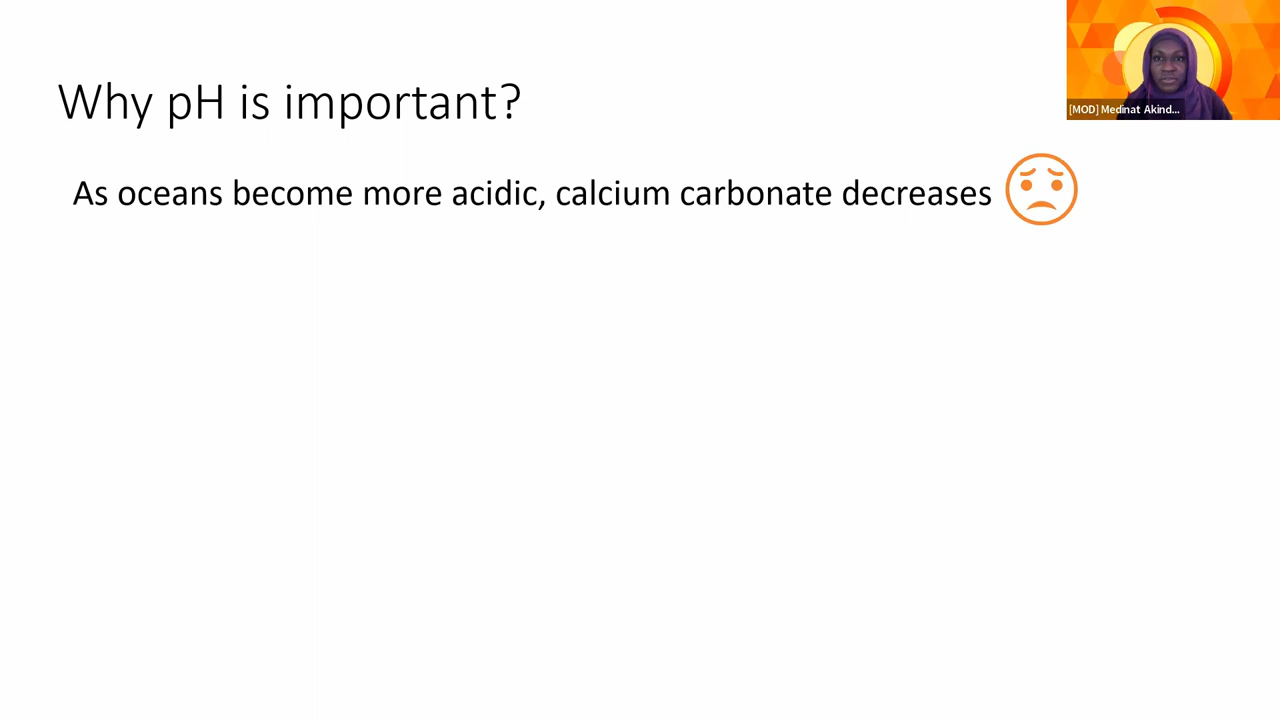 Why pH is important?
As oceans become more acidic, calcium carbonate decreases
[MOD] Medinat Akind...